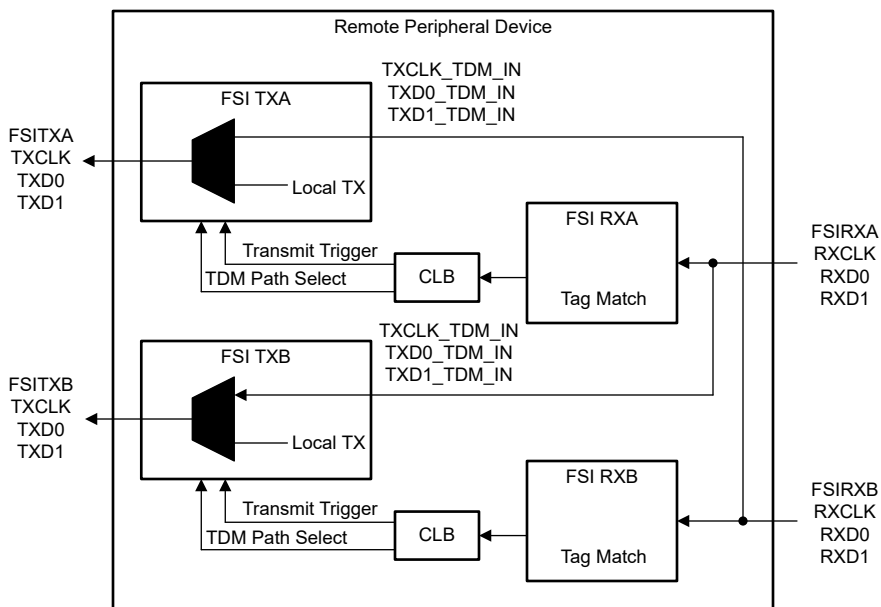 Remote Peripheral Device
TXCLK_TDM_IN
TXD0_TDM_IN
TXD1_TDM_IN
FSI TXA
FSITXA
TXCLK
TXD0
TXD1
Local TX
FSI RXA
Tag Match
FSIRXA
RXCLK
RXD0
RXD1
Transmit Trigger
TDM Path Select
CLB
TXCLK_TDM_IN
TXD0_TDM_IN
TXD1_TDM_IN
FSI TXB
FSITXB
TXCLK
TXD0
TXD1
Local TX
FSI RXB
Tag Match
FSIRXB
RXCLK
RXD0
RXD1
Transmit Trigger
TDM Path Select
CLB